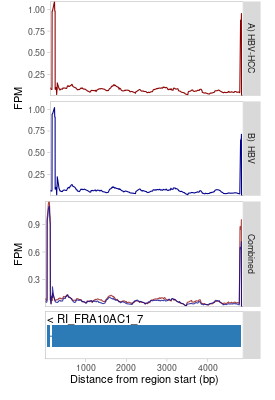 1.00
0.75
0.50
0.25
FPM
A) HBV-HCC
1.00
0.75
0.50
0.25
B) HBV
0.9
0.6
0.3
FPM
Combined
< RI_FRA10AC1_7
1000 2000 3000 4000
Distance from region start (bp)